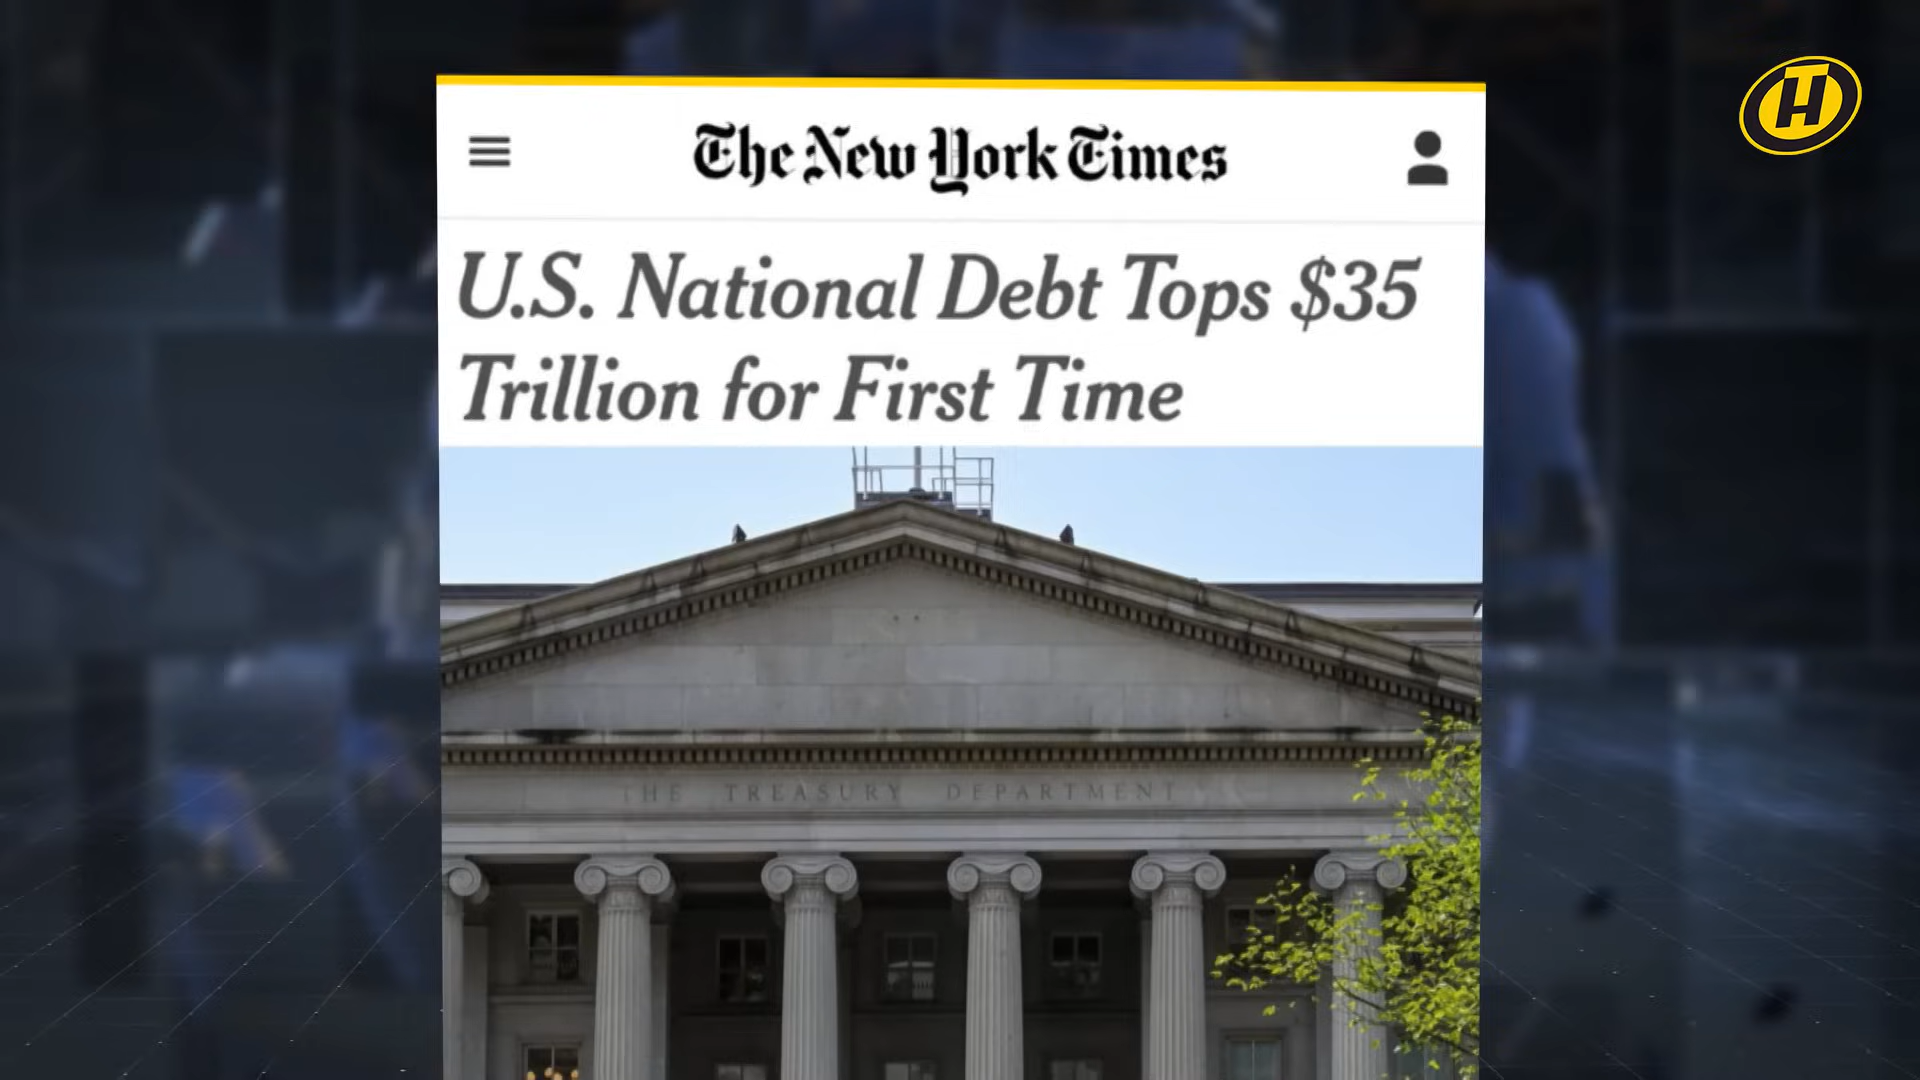 The New York Times
U.S. National Debt Tops $35
Trillion for First Time
THE TREASURY DEPARTMENT